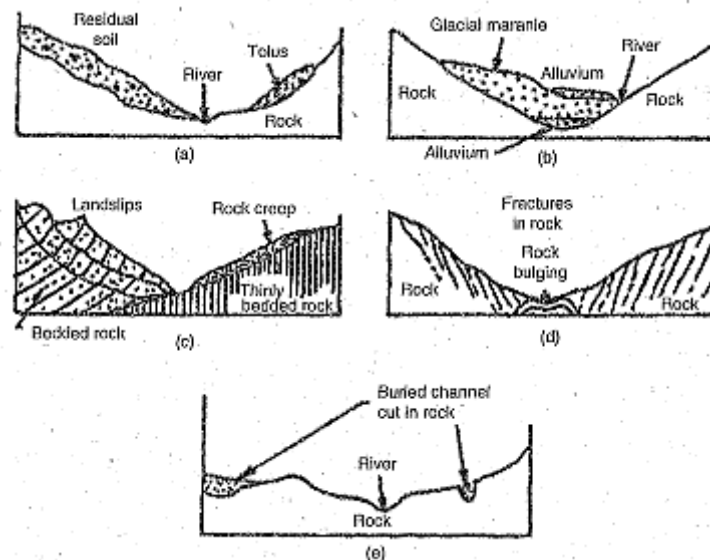 Residual
soil
River
Tolus
Rock
(a)
Glacial maranie
River
Alluvium
Rock
Rock
Alluvium
(b)
Landslips
Rock creep
Thinly
bedded rock
Bedded rock
(c)
Fractures
in rock
Rock
bulging
Rock
Rock
(d)
Buried channel
cut in rock
River
Rock
(e)